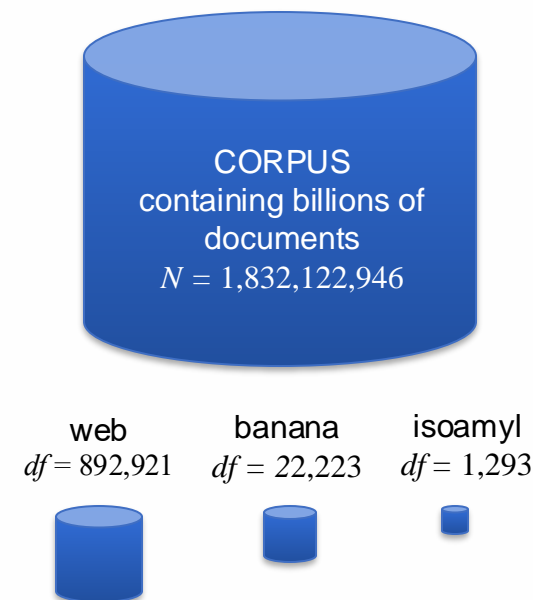 CORPUS
containing billions of
documents
N = 1,832,122,946
web
df = 892,921
banana
df = 22,223
isoamyl
df = 1,293